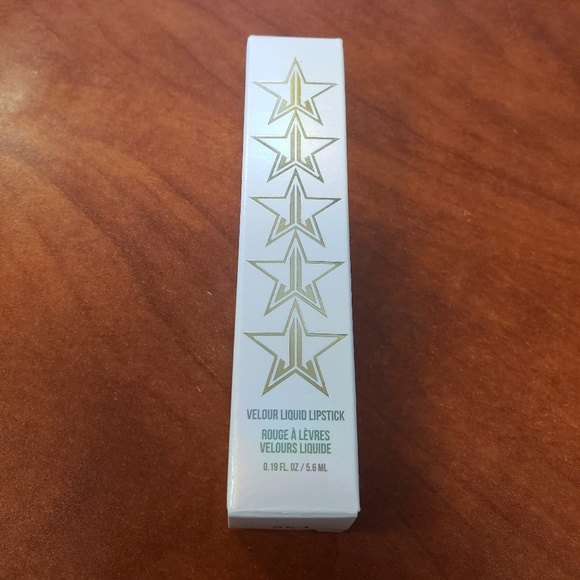 VELOUR LIQUID LIPSTICK
ROUGE À LÈVRES
VELOURS LIQUIDE
0.19 FL. OZ / 5.6 ML